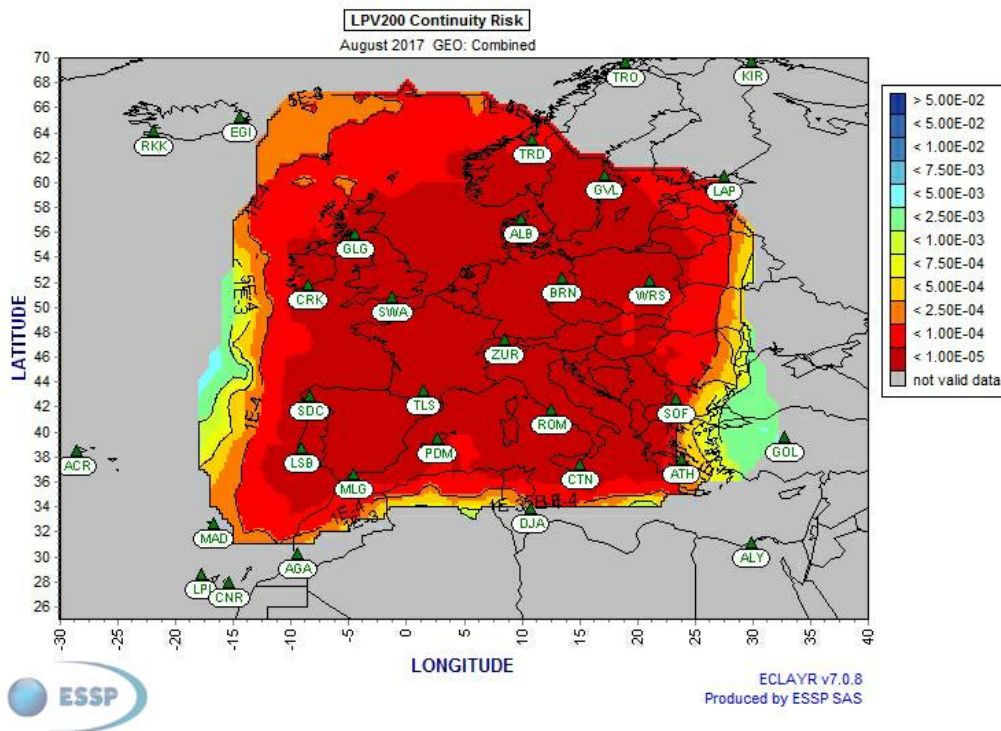 LPV200 Continuity Risk
August 2017 GEO: Combined
70
68
66
64
62
60
58
56
54
52
50
48
46
44
42
40
38
36
34
32
30
28
26
LATITUDE
TRO
KIR
EGI
RKK
TRD
GVL
LAP
ALB
GLG
CRK
SWA
BRN
WRS
ZUR
SDC
TLS
ROM
SOF
GOL
ACR
LSB
PDM
MLG
CTN
ATH
MAD
DJA
AGA
ALY
LPI
CNR
1E-4
1E-3
-30
-25
-20
-15
-10
-5
0
5
10
15
20
25
30
35
40
LONGITUDE
> 5.00E-02
< 5.00E-02
< 1.00E-02
< 7.50E-03
< 5.00E-03
< 2.50E-03
< 1.00E-03
< 7.50E-04
< 5.00E-04
< 2.50E-04
< 1.00E-04
< 1.00E-05
not valid data
ESSP
ECLAYR v7.0.8
Produced by ESSP SAS